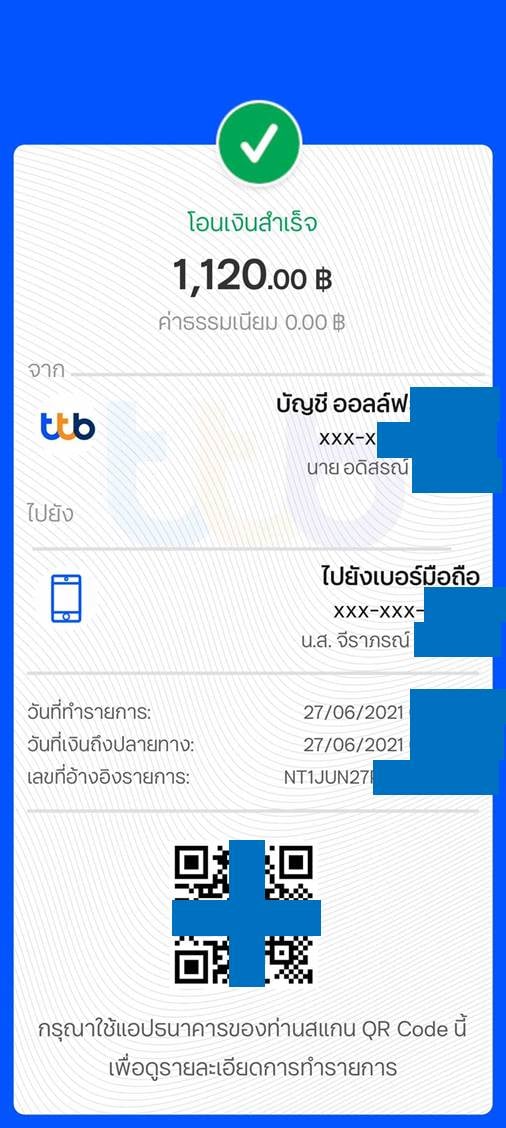 โอนเงินสำเร็จ
1,120.00 ฿
ค่าธรรมเนียม 0.00 ฿
จาก
ttb
บัญชี ออลล์ฟ
xxx-x
นาย อดิสรณ์
ไปยัง
ไปยังเบอร์มือถือ
xxx-xxx-
น.ส. จีราภรณ์
วันที่ทำรายการ: 27/06/2021
วันที่เงินถึงปลายทาง: 27/06/2021
เลขที่อ้างอิงรายการ: NT1JUN27
กรุณาใช้แอปธนาคารของท่านสแกน QR Code นี้
เพื่อดูรายละเอียดการทำรายการ